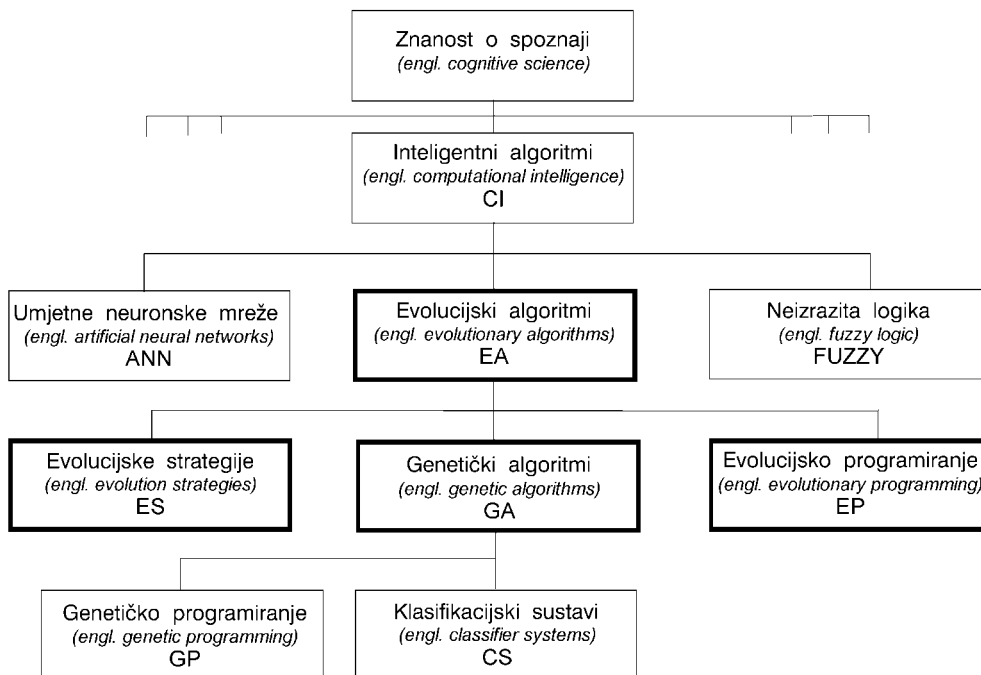 Znanost o spoznaji
(engl. cognitive science)
Inteligentni algoritmi
(engl. computational intelligence)
CI
Umjetne neuronske mreže
(engl. artificial neural networks)
ANN
Evolucijski algoritmi
(engl. evolutionary algorithms)
EA
Neizrazita logika
(engl. fuzzy logic)
FUZZY
Evolucijske strategije
(engl. evolution strategies)
ES
Genetički algoritmi
(engl. genetic algorithms)
GA
Evolucijsko programiranje
(engl. evolutionary programming)
EP
Genetičko programiranje
(engl. genetic programming)
GP
Klasifikacijski sustavi
(engl. classifier systems)
CS